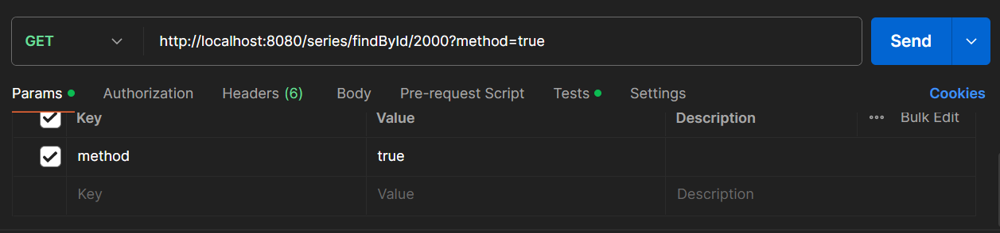 GET http://localhost:8080/series/findById/2000?method=true Send
Params Authorization Headers (6) Body Pre-request Script Tests Settings Cookies
Key Value Description ••• Bulk Edit
method true
Key Value Description